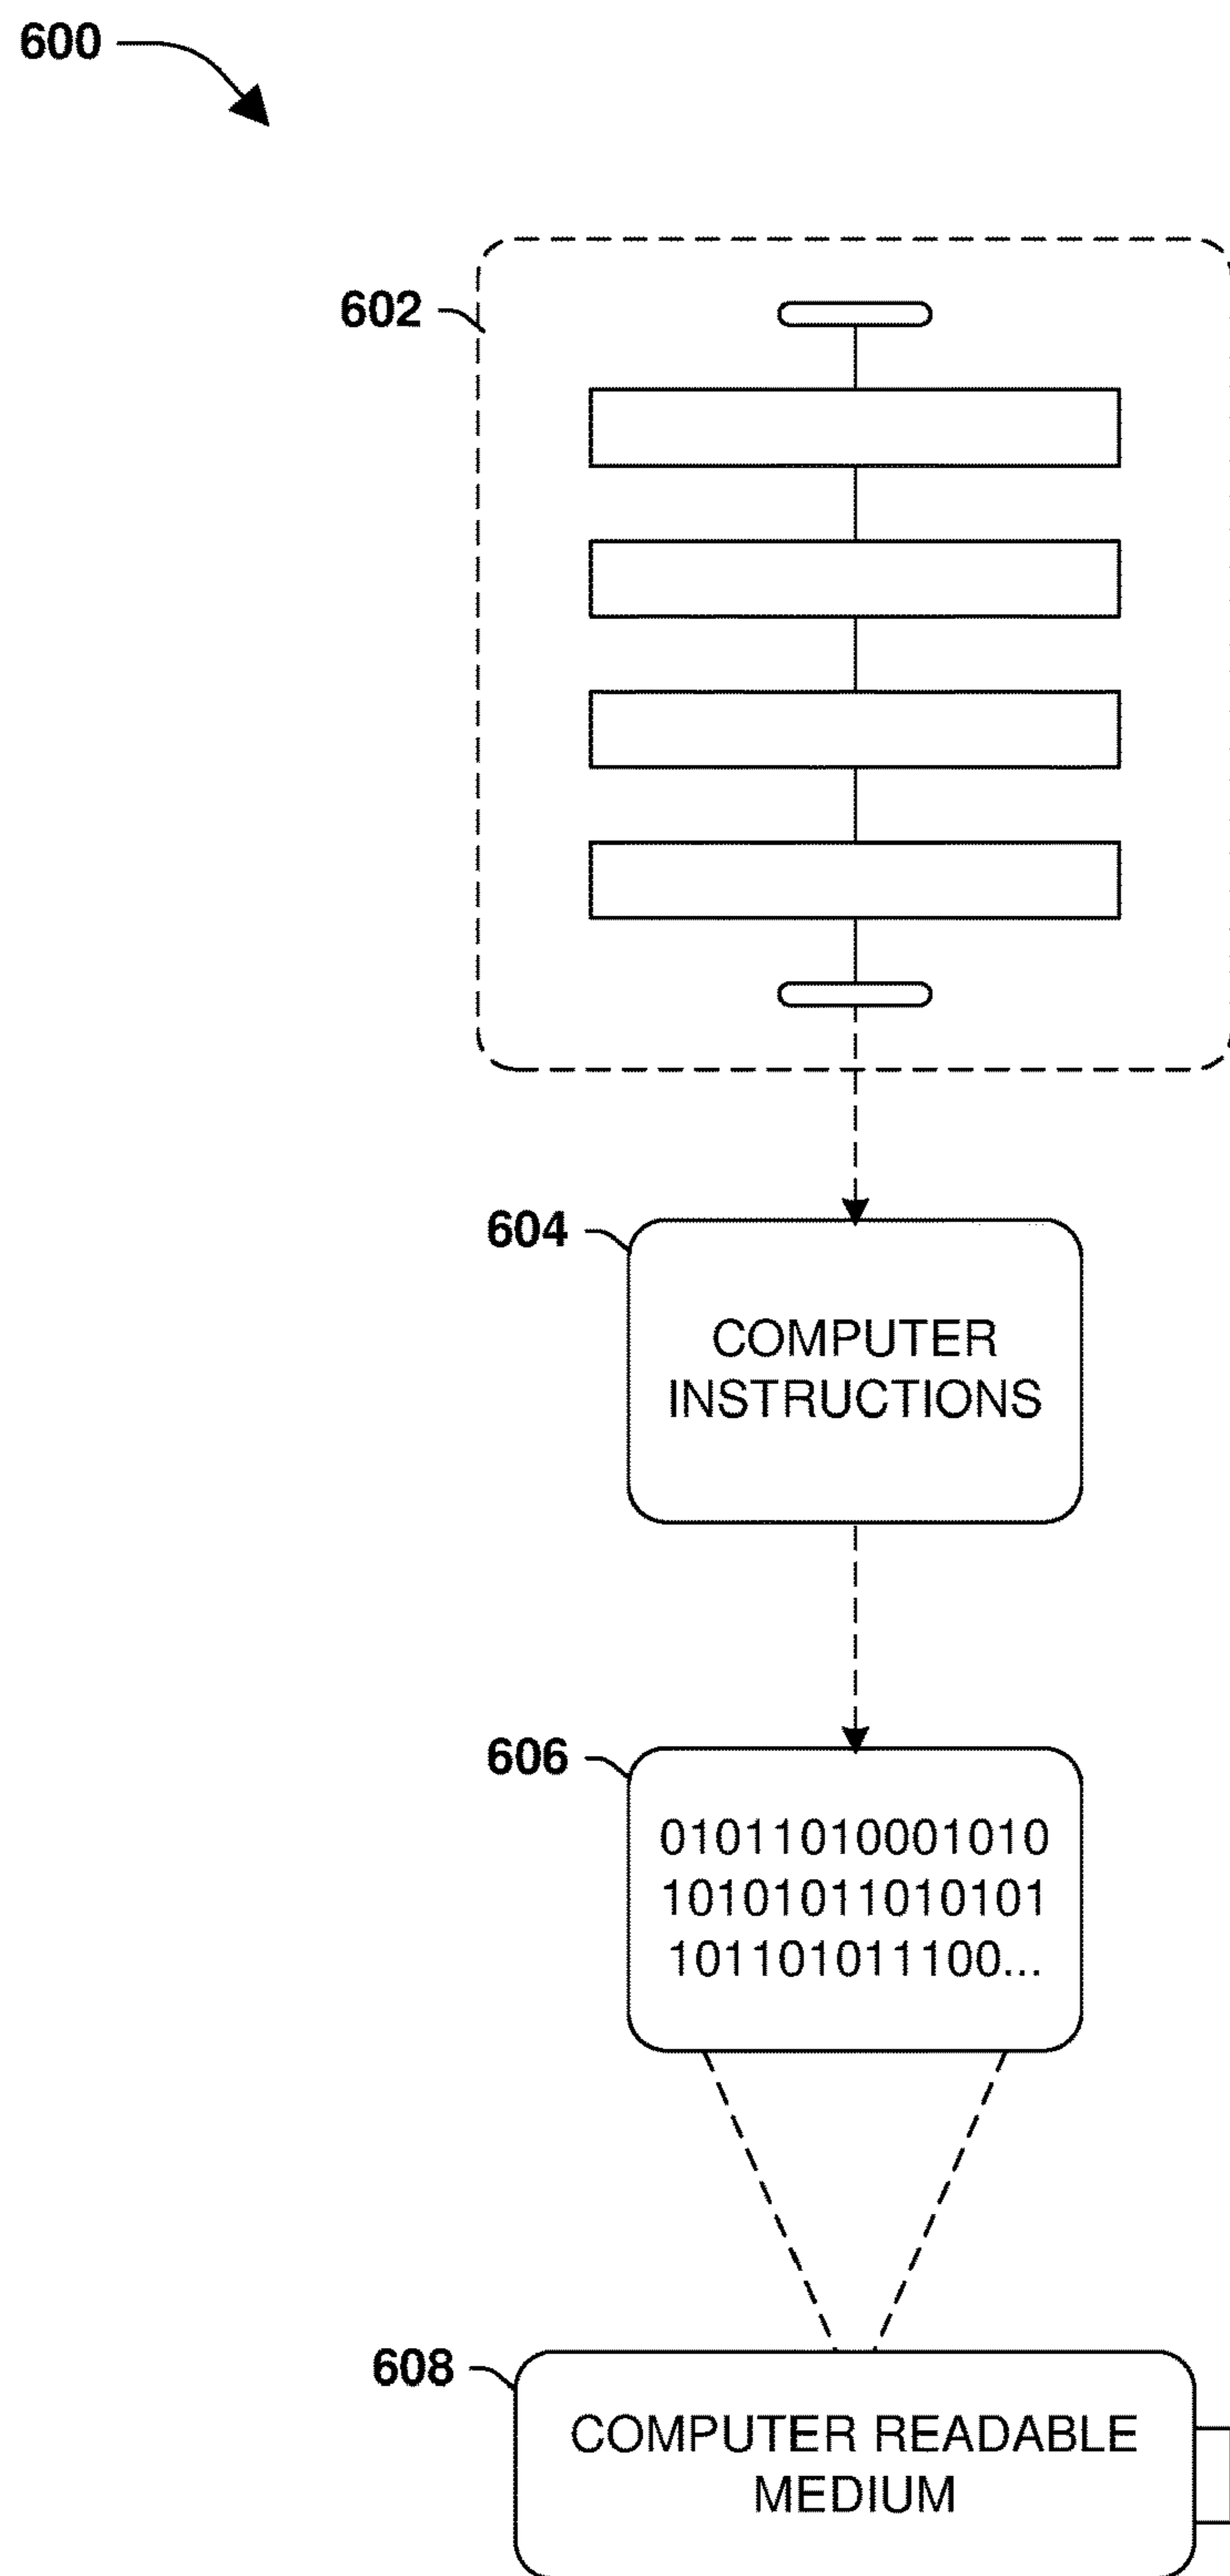 600
602
604
COMPUTER
INSTRUCTIONS
606
01011010001010
10101011010101
101101011100...
608
COMPUTER READABLE
MEDIUM